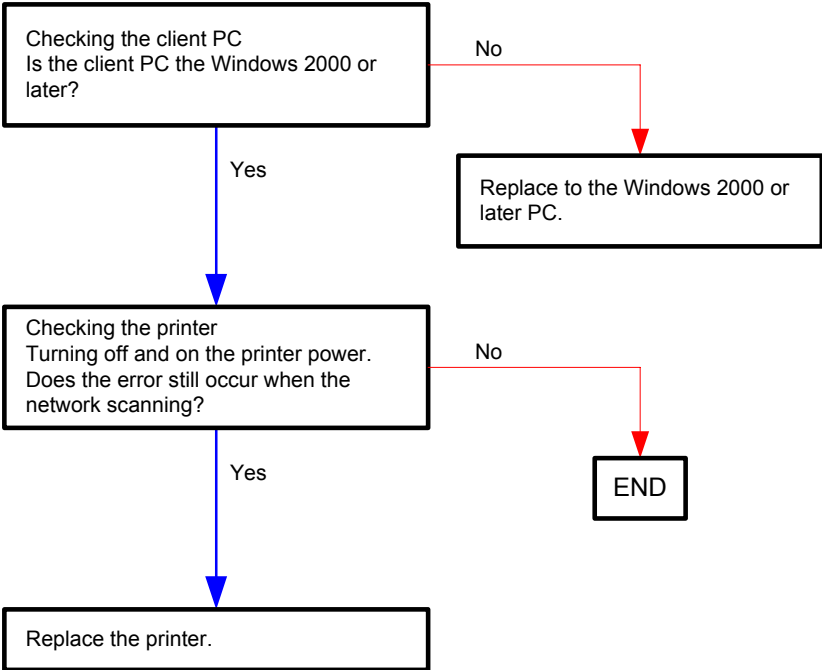 Checking the client PC
Is the client PC the Windows 2000 or
later?
No
Yes
Replace to the Windows 2000 or
later PC.
Checking the printer
Turning off and on the printer power.
Does the error still occur when the
network scanning?
No
Yes
END
Replace the printer.